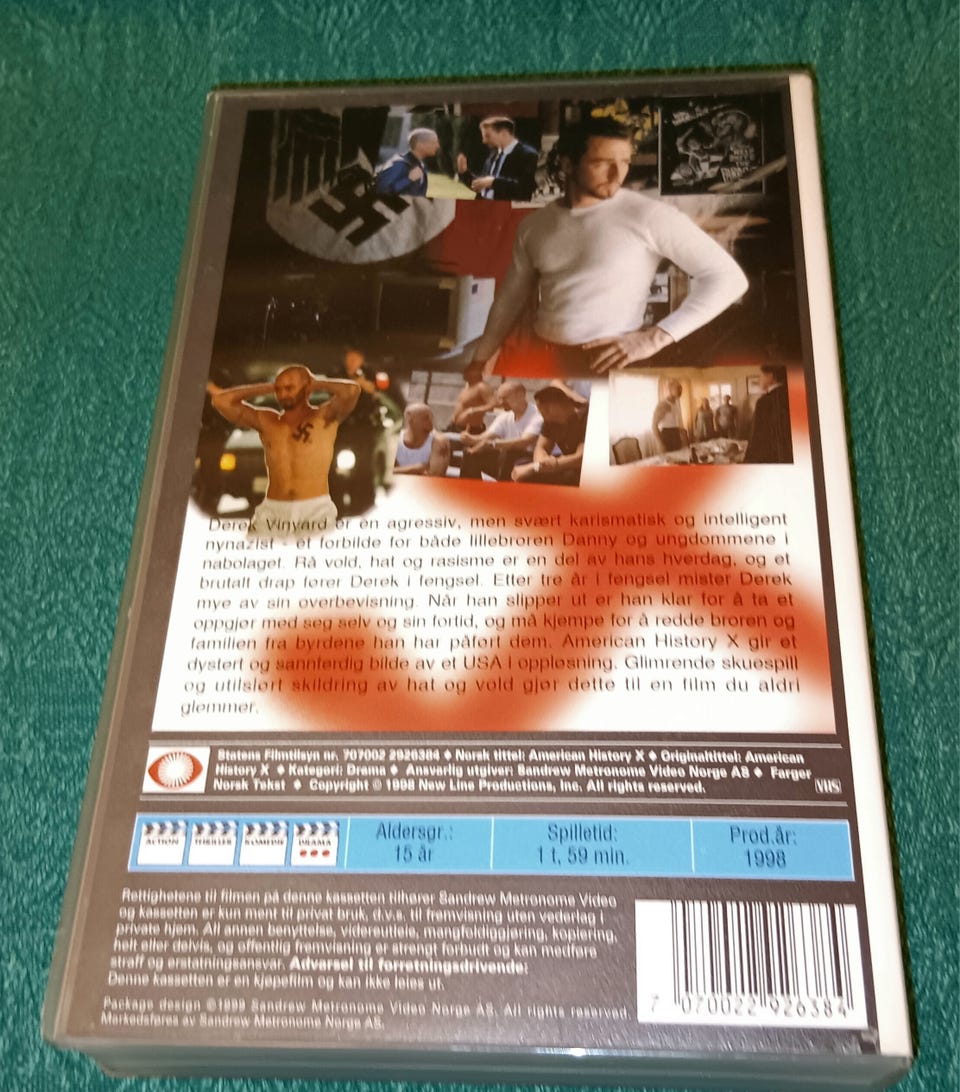 Derek Vinyard er en agressiv, men svært karismatisk og intelligent
nynazist - et forbilde for både lillebroren Danny og ungdommene i
nabolaget. Rå vold, hat og rasisme er en del av hans hverdag, og et
brutalt drap fører Derek i fengsel. Etter tre år i fengsel mister Derek
mye av sin overbevisning. Når han slipper ut er han klar for å ta et
oppgjør med seg selv og sin fortid, og må kjempe for å redde broren og
familien fra byrdene han har påført dem. American History X gir et
dystert og sannferdig bilde av et USA i oppløsning. Glimrende skuespill
og utilslørt skildring av hat og vold gjør dette til en film du aldri
glemmer.
Statens Filmtilsyn nr. 707002 2926384 ◆ Norsk tittel: American History X ◆ Originaltittel: American
History X ◆ Kategori: Drama ◆ Ansvarlig utgiver: Sandrew Metronome Video Norge AS ◆ Farger
Norsk Tekst ◆ Copyright © 1998 New Line Productions, Inc. All rights reserved.
VHS
ACTION THRILLER KOMEDIE DRAMA
Aldersgr.: Spilletid: Prod.år:
15 år 1 t, 59 min. 1998
Rettighetene til filmen på denne kassetten tilhører Sandrew Metronome Video
og kassetten er kun ment til privat bruk, d.v.s. til fremvisning uten vederlag i
private hjem. All annen benyttelse, videreutleie, mangfoldiggjøring, kopiering,
helt eller delvis, og offentlig fremvisning er strengt forbudt og kan medføre
straff og erstatningsansvar. Advarsel til forretningsdrivende:
Denne kassetten er en kjøpefilm og kan ikke leies ut.
Package design ©1999 Sandrew Metronome Video Norge AS. All rights reserved.
Markedsføres av Sandrew Metronome Norge AS.
7 070022 926384